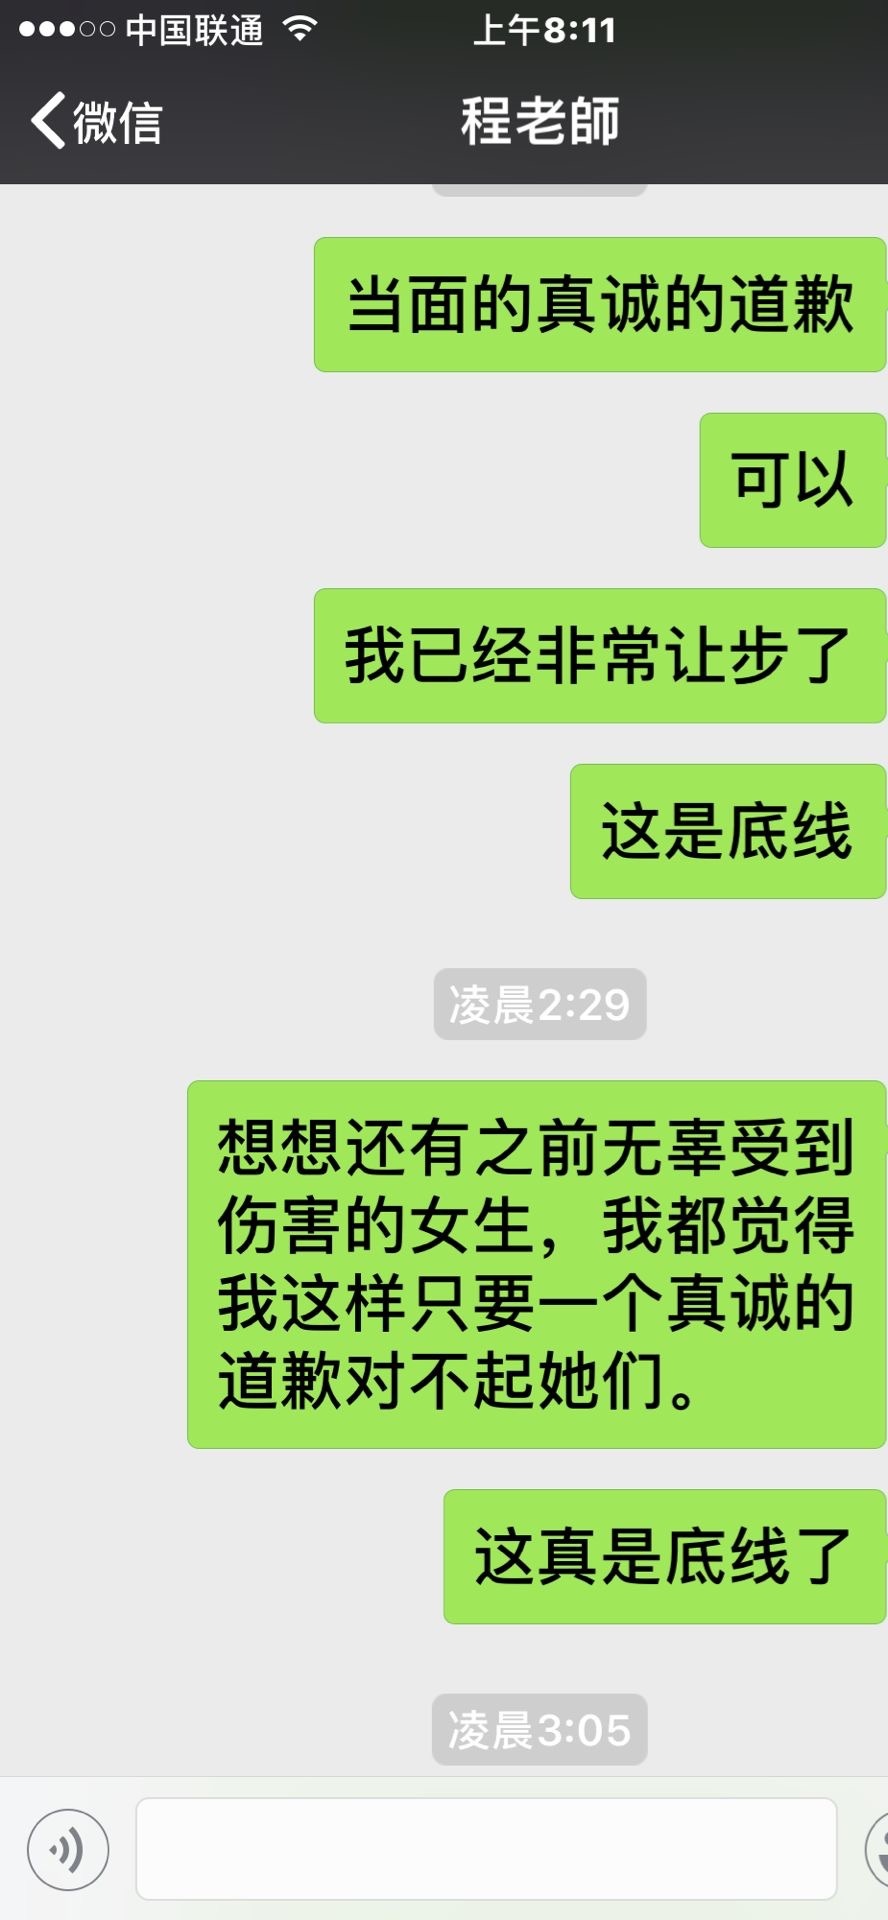 中国联通 上午8:11
微信 程老師
当面的真诚的道歉
可以
我已经非常让步了
这是底线
凌晨2:29
想想还有之前无辜受到
伤害的女生，我都觉得
我这样只要一个真诚的
道歉对不起她们。
这真是底线了
凌晨3:05